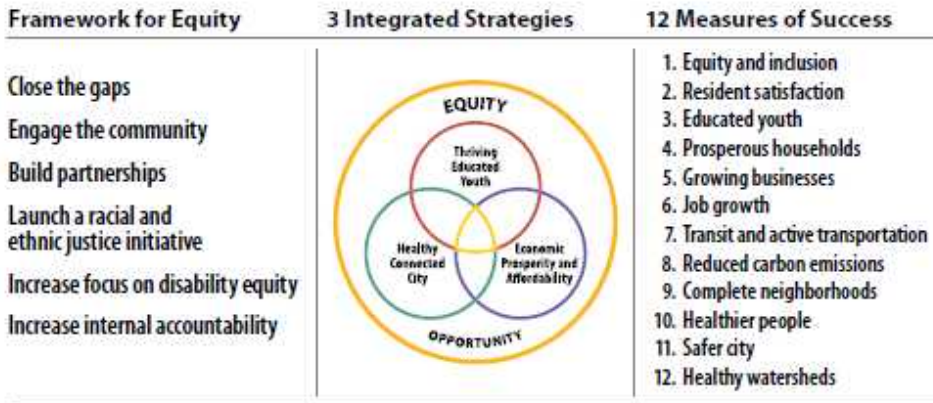 Framework for Equity
Close the gaps
Engage the community
Build partnerships
Launch a racial and
ethnic justice initiative
Increase focus on disability equity
Increase internal accountability
3 Integrated Strategies
EQUITY
Thriving
Educated
Youth
Healthy
Connected
City
Economic
Prosperity and
Affordability
OPPORTUNITY
12 Measures of Success
1. Equity and inclusion
2. Resident satisfaction
3. Educated youth
4. Prosperous households
5. Growing businesses
6. Job growth
7. Transit and active transportation
8. Reduced carbon emissions
9. Complete neighborhoods
10. Healthier people
11. Safer city
12. Healthy watersheds